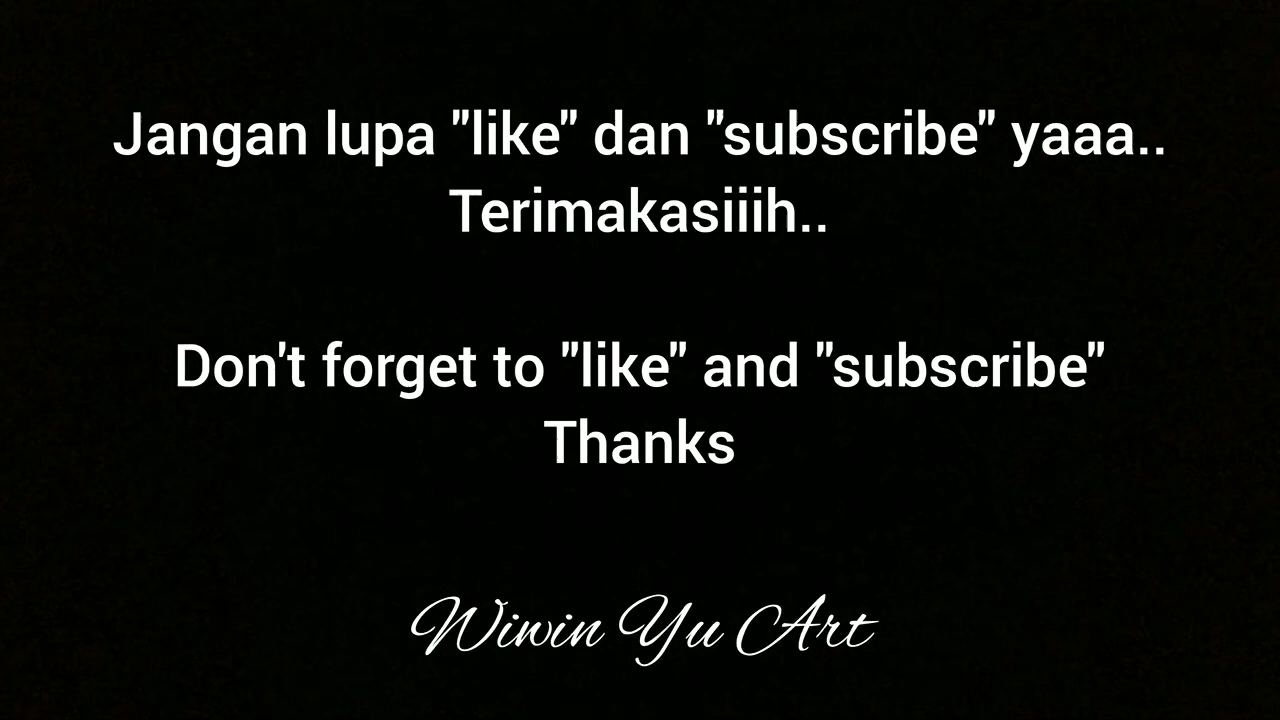 Jangan lupa "like" dan "subscribe" yaaa..
Terimakasiiih..
Don't forget to "like" and "subscribe"
Thanks
Wiwin Yu Art